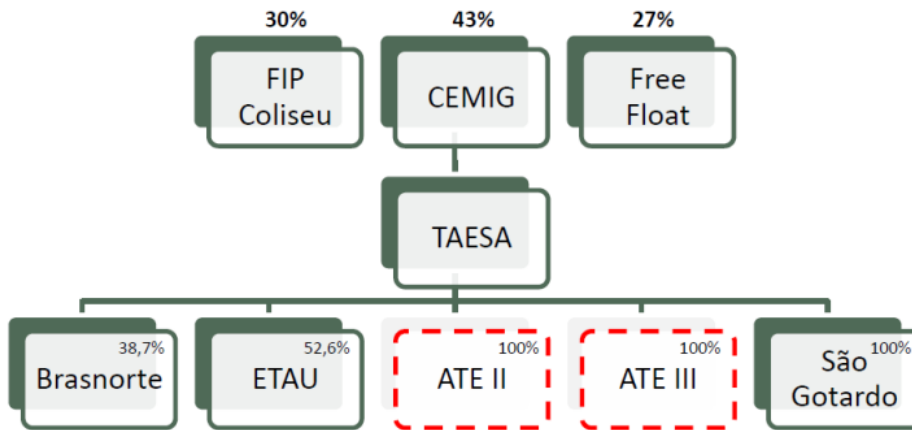 30%
43%
27%
FIP
Coliseu
CEMIG
Free
Float
TAESA
38,7%
Brasnorte
52,6%
ETAU
100%
ATE II
100%
ATE III
100%
São
Gotardo